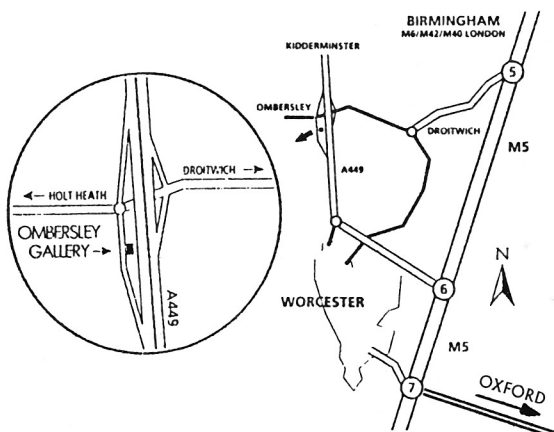 BIRMINGHAM
M6/M42/M40 LONDON
KIDDERMINSTER
5
OMBERSLEY
DROITWICH
M5
A449
DROITWICH →
← HOLT HEATH
OMBERSLEY
GALLERY →
A449
N
WORCESTER
6
M5
7
OXFORD